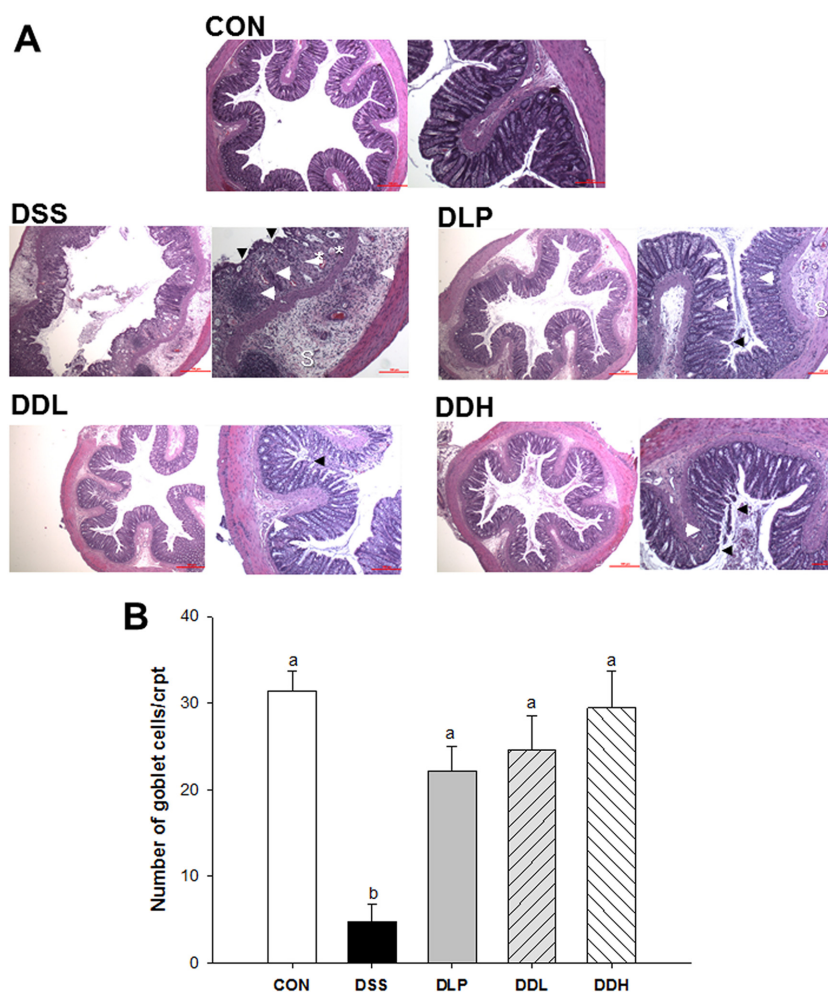 A
CON
DSS
DLP
* *
S
S
DDL
DDH
B
Number of goblet cells/crpt
40
30
20
10
0
a
b
a
a
a
CON DSS DLP DDL DDH